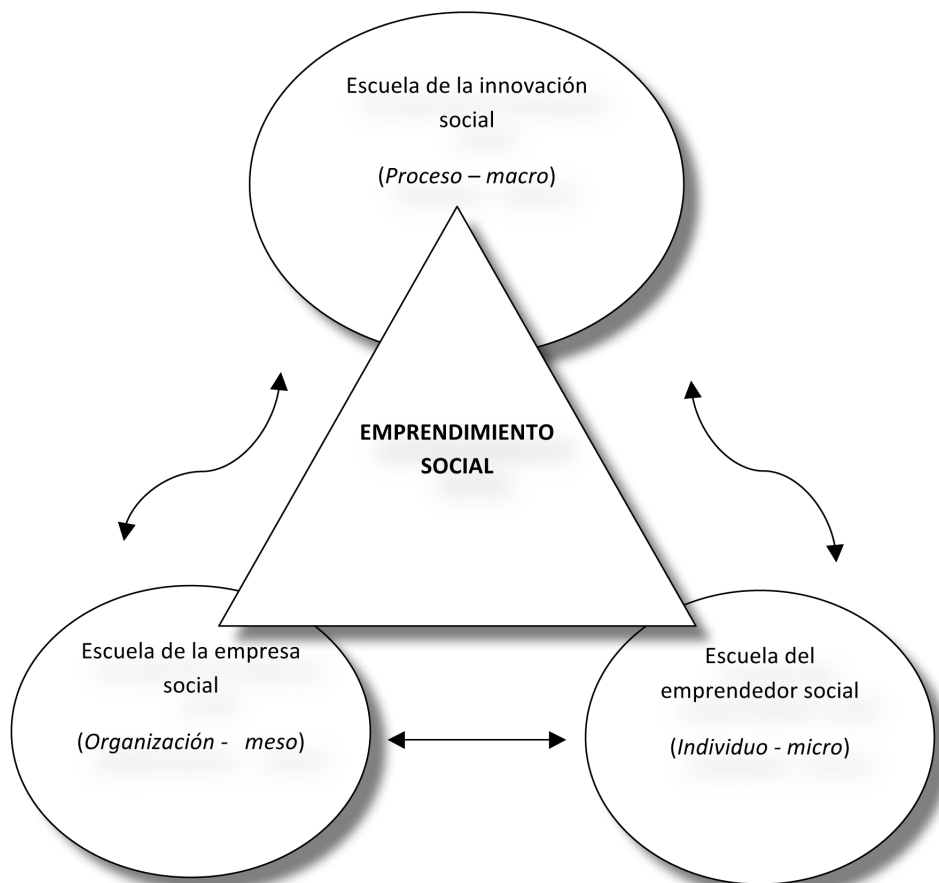 Escuela de la innovación
social
(Proceso – macro)
EMPRENDIMIENTO
SOCIAL
Escuela de la empresa
social
(Organización - meso)
Escuela del
emprendedor social
(Individuo - micro)